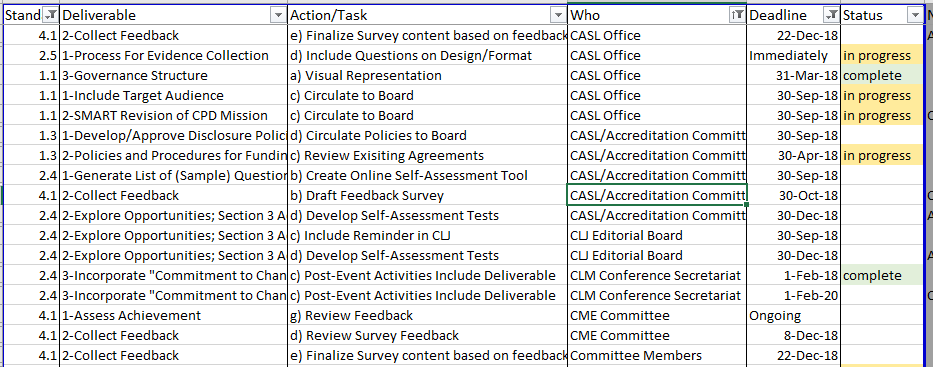 Stand Deliverable Action/Task Who Deadline Status
4.1 2-Collect Feedback e) Finalize Survey content based on feedback CASL Office 22-Dec-18
2.5 1-Process For Evidence Collection d) Include Questions on Design/Format CASL Office Immediately in progress
1.1 3-Governance Structure a) Visual Representation CASL Office 31-Mar-18 complete
1.1 1-Include Target Audience c) Circulate to Board CASL Office 30-Sep-18 in progress
1.1 2-SMART Revision of CPD Mission c) Circulate to Board CASL Office 30-Sep-18 in progress
1.3 1-Develop/Approve Disclosure Polici d) Circulate Policies to Board CASL/Accreditation Committ 30-Sep-18
1.3 2-Policies and Procedures for Fundin c) Review Exisiting Agreements CASL/Accreditation Committ 30-Apr-18 in progress
2.4 1-Generate List of (Sample) Question b) Create Online Self-Assessment Tool CASL/Accreditation Committ 30-Sep-18
4.1 2-Collect Feedback b) Draft Feedback Survey CASL/Accreditation Committ 30-Oct-18
2.4 2-Explore Opportunities; Section 3 A d) Develop Self-Assessment Tests CASL/Accreditation Committ 30-Dec-18
2.4 2-Explore Opportunities; Section 3 A c) Include Reminder in CLJ CLJ Editorial Board 30-Sep-18
2.4 2-Explore Opportunities; Section 3 A d) Develop Self-Assessment Tests CLJ Editorial Board 30-Dec-18
2.4 3-Incorporate "Commitment to Chan c) Post-Event Activities Include Deliverable CLM Conference Secretariat 1-Feb-18 complete
2.4 3-Incorporate "Commitment to Chan c) Post-Event Activities Include Deliverable CLM Conference Secretariat 1-Feb-20
4.1 1-Assess Achievement g) Review Feedback CME Committee Ongoing
4.1 2-Collect Feedback d) Review Survey Feedback CME Committee 8-Dec-18
4.1 2-Collect Feedback e) Finalize Survey content based on feedback Committee Members 22-Dec-18